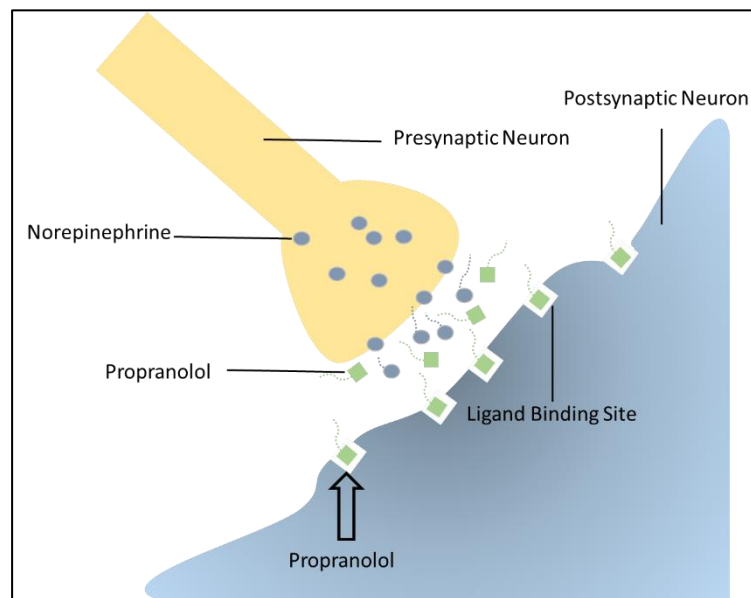 Postsynaptic Neuron
Presynaptic Neuron
Norepinephrine
Propranolol
Ligand Binding Site
Propranolol